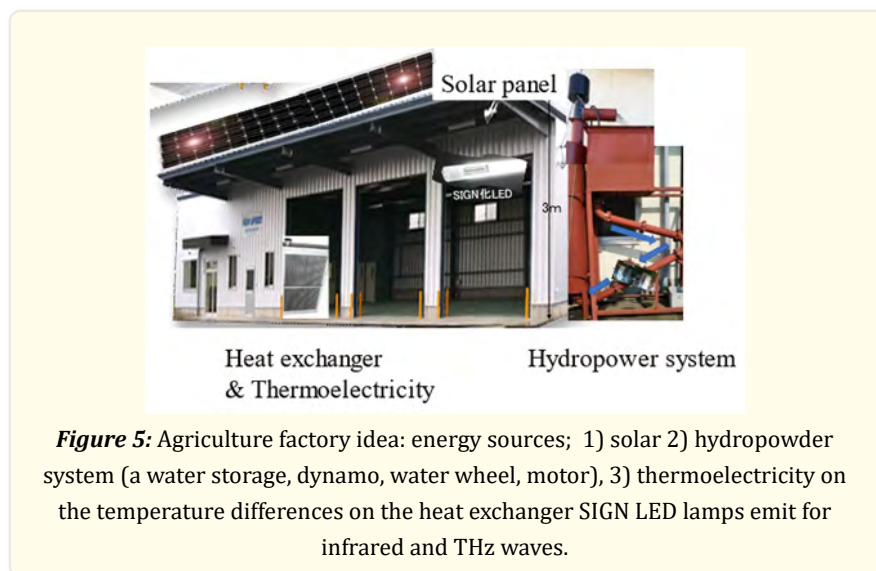 Solar panel
SIGN化LED
3m
Heat exchanger
& Thermoelectricity
Hydropower system
Figure 5: Agriculture factory idea: energy sources; 1) solar 2) hydropowder
system (a water storage, dynamo, water wheel, motor), 3) thermoelectricity on
the temperature differences on the heat exchanger SIGN LED lamps emit for
infrared and THz waves.